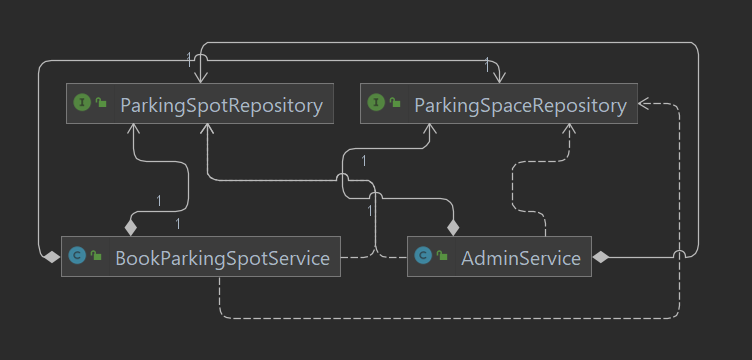 1
1
I ParkingSpotRepository
I ParkingSpaceRepository
1
1
1
1
C BookParkingSpotService
C AdminService